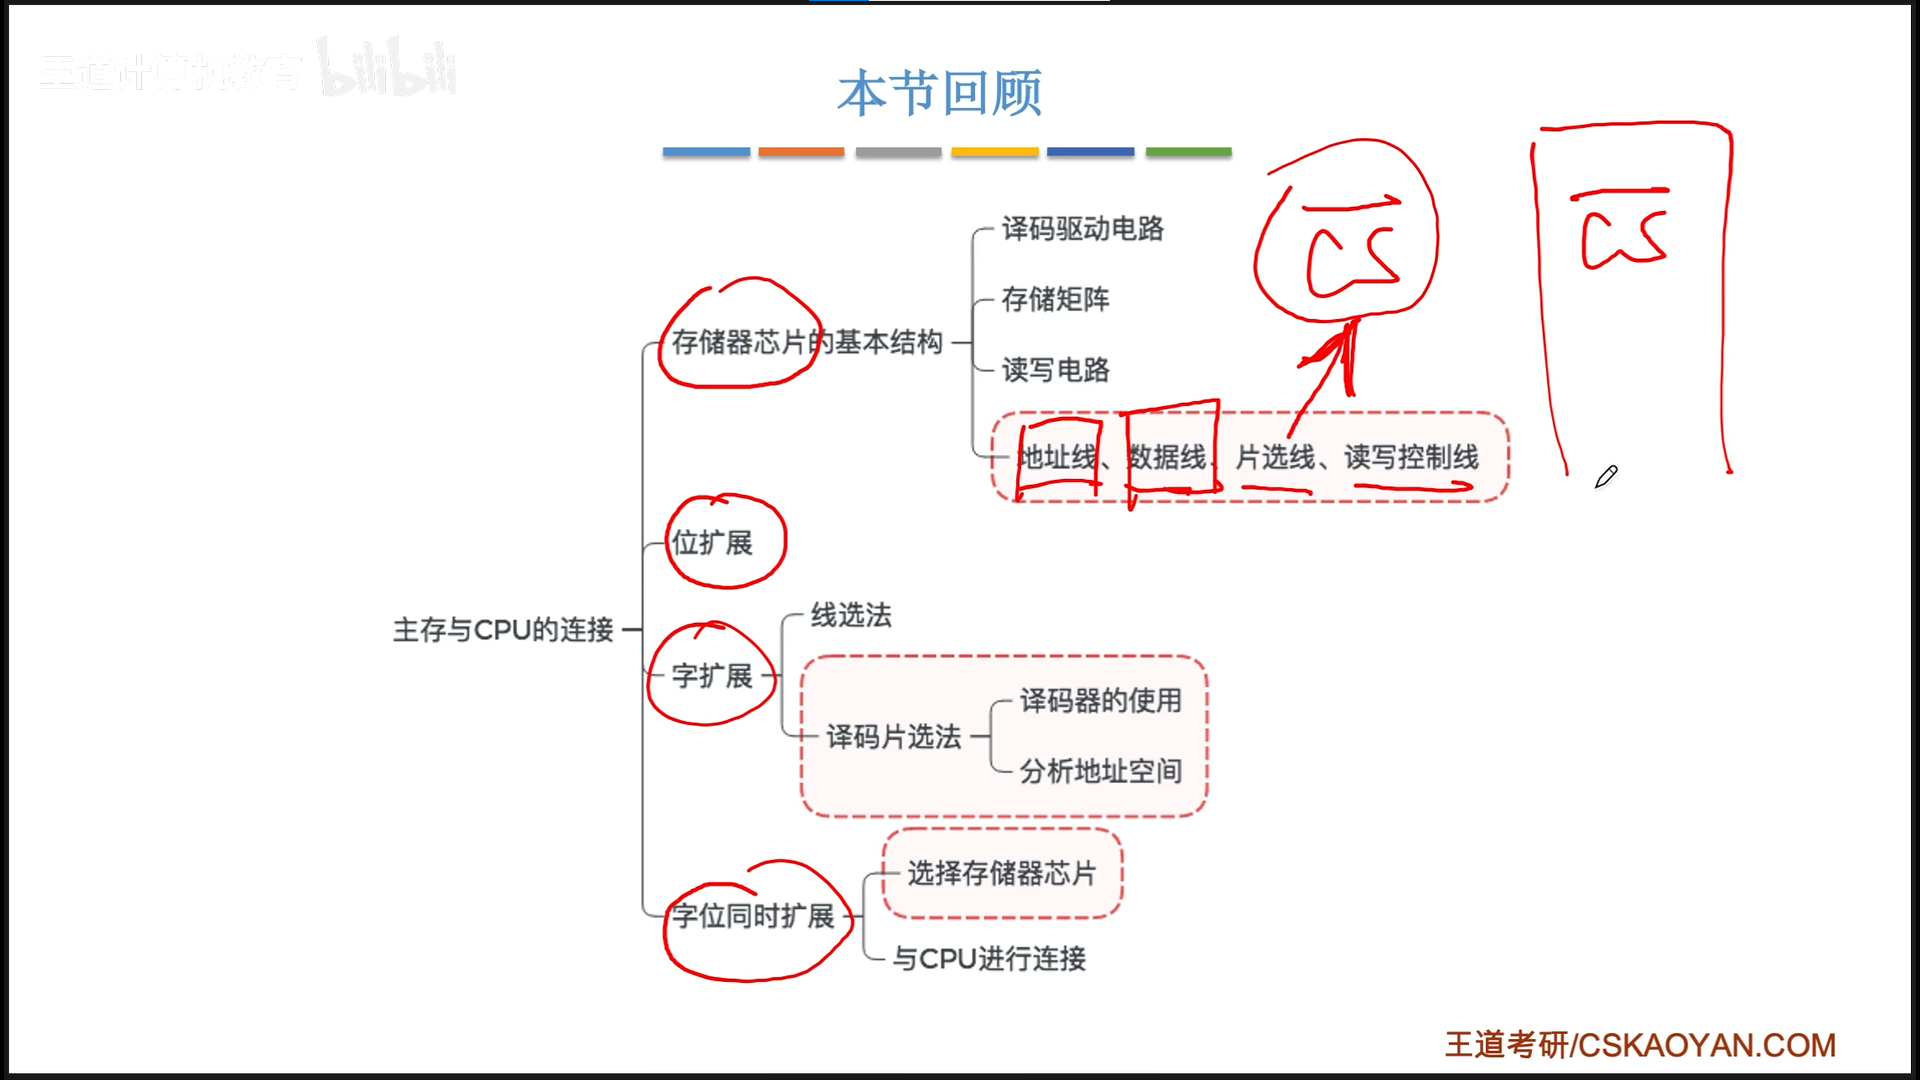 王道计算机教育 bilibili
本节回顾
CS
CS
译码驱动电路
存储矩阵
存储器芯片的基本结构
读写电路
地址线、数据线、片选线、读写控制线
位扩展
线选法
主存与CPU的连接
字扩展
译码器的使用
译码片选法
分析地址空间
选择存储器芯片
字位同时扩展
与CPU进行连接
王道考研/CSKAOYAN.COM